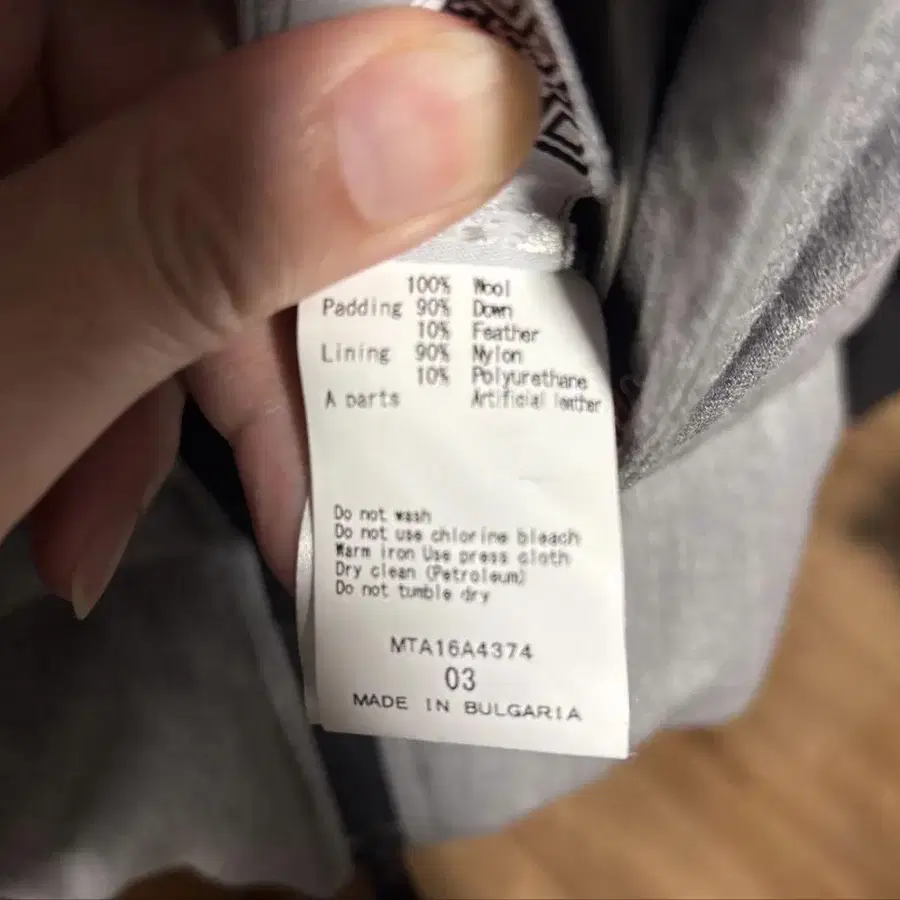 100% Wool
Padding 90% Down
10% Feather
Lining 90% Nylon
10% Polyurethane
A parts Artificial leather
Do not wash
Do not use chlorine bleach
Warm iron Use press cloth
Dry clean (Petroleum)
Do not tumble dry
MTA16A4374
03
MADE IN BULGARIA